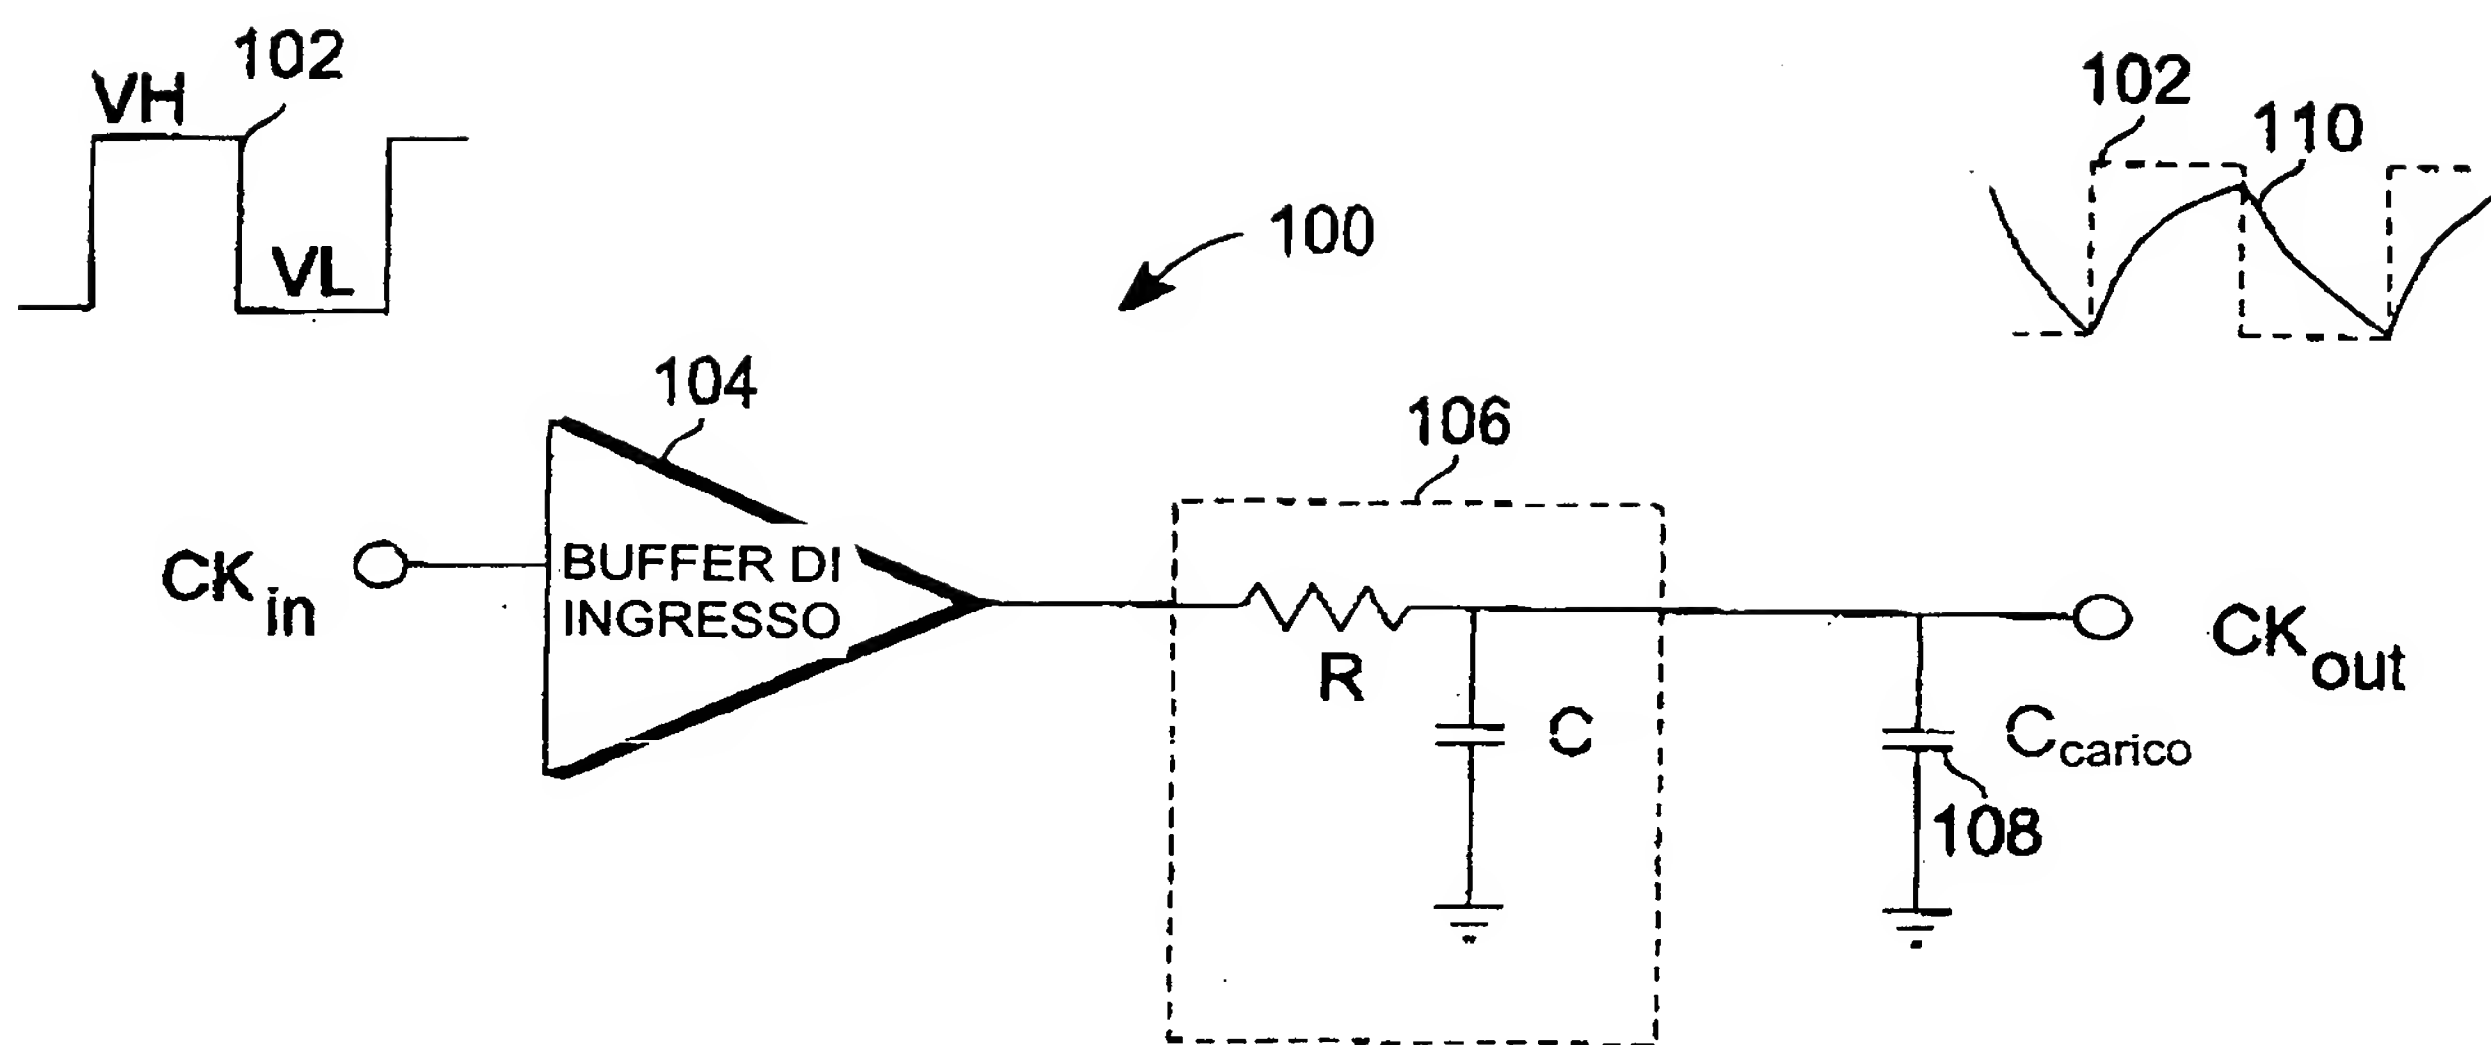 102
VH
VL
102
110
100
104
106
BUFFER DI
INGRESSO
CKin
R
C
CKout
Ccarico
108